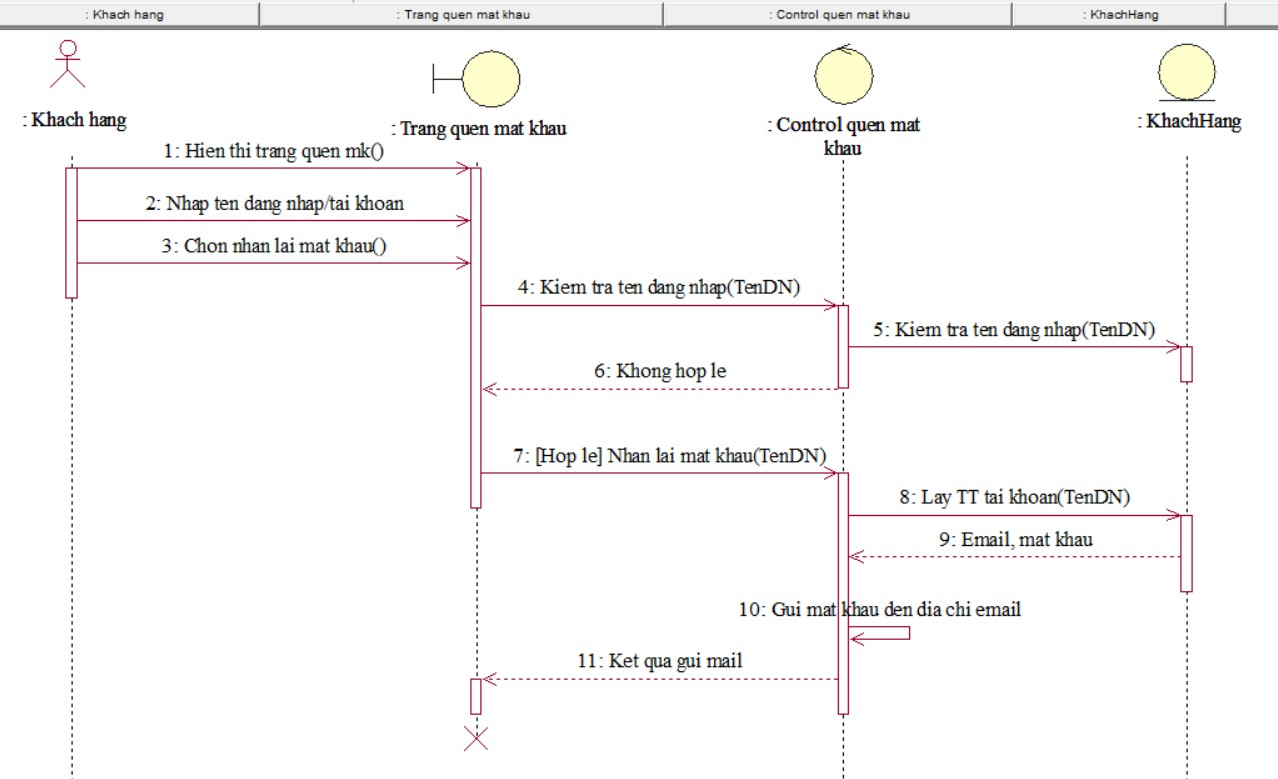 : Khach hang
: Trang quen mat khau
: Control quen mat khau
: KhachHang
: Khach hang
: Trang quen mat khau
: Control quen mat
khau
: KhachHang
1: Hien thi trang quen mk()
2: Nhap ten dang nhap/tai khoan
3: Chon nhan lai mat khau()
4: Kiem tra ten dang nhap(TenDN)
5: Kiem tra ten dang nhap(TenDN)
6: Khong hop le
7: [Hop le] Nhan lai mat khau(TenDN)
8: Lay TT tai khoan(TenDN)
9: Email, mat khau
10: Gui mat khau den dia chi email
11: Ket qua gui mail